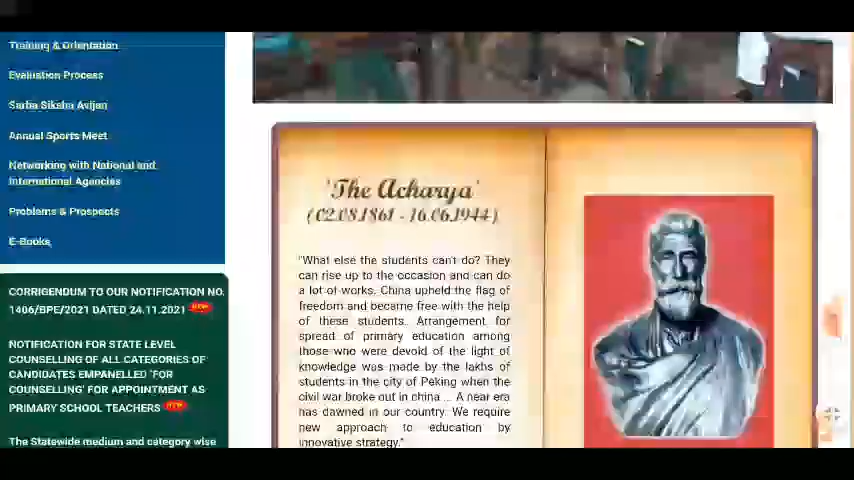 Training & Orientation
Evaluation Process
Sarba Siksha Avijan
Annual Sports Meet
Networking with National and
International Agencies
Problems & Prospects
E-Books
CORRIGENDUM TO OUR NOTIFICATION NO.
1406/BPE/2021 DATED 24.11.2021 NEW
NOTIFICATION FOR STATE LEVEL
COUNSELLING OF ALL CATEGORIES OF
CANDIDATES EMPANELLED 'FOR
COUNSELLING' FOR APPOINTMENT AS
PRIMARY SCHOOL TEACHERS NEW
The Statewide medium and category wise
'The Acharya'
(02.08.1861 - 16.06.1944)
"What else the students can't do? They
can rise up to the occasion and can do
a lot of works. China upheld the flag of
freedom and became free with the help
of these students. Arrangement for
spread of primary education among
those who were devoid of the light of
knowledge was made by the lakhs of
students in the city of Peking when the
civil war broke out in china ... A near era
has dawned in our country. We require
new approach to education by
innovative strategy."